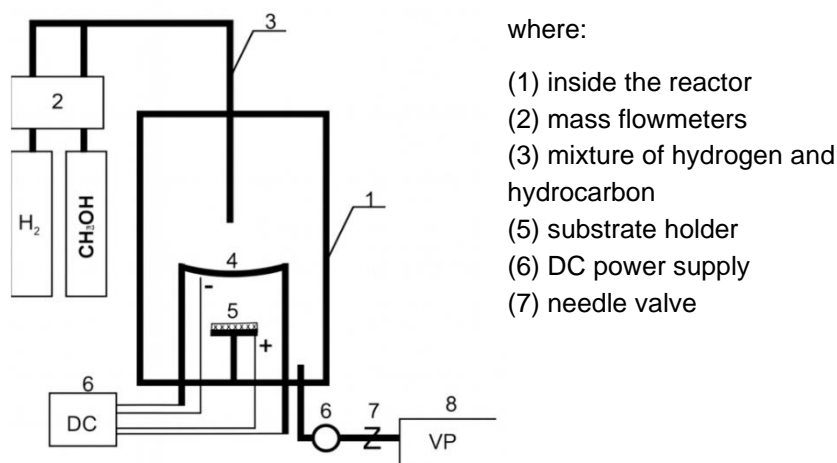 3
2
H₂
CH₃OH
1
4
-
5
xxxxxxx
+
6
DC
6
7
8
VP
where:
(1) inside the reactor
(2) mass flowmeters
(3) mixture of hydrogen and
hydrocarbon
(5) substrate holder
(6) DC power supply
(7) needle valve